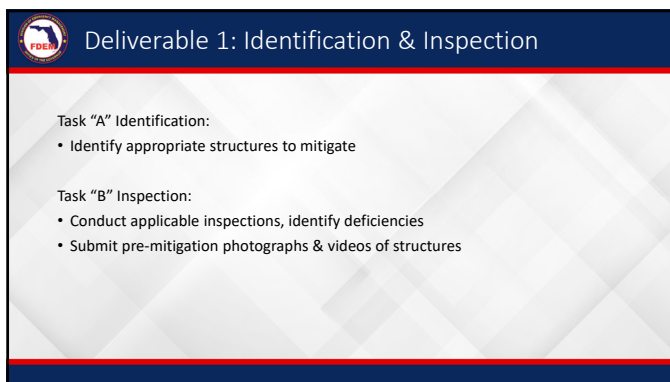 FDEM
Deliverable 1: Identification & Inspection
Task “A” Identification:
• Identify appropriate structures to mitigate
Task “B” Inspection:
• Conduct applicable inspections, identify deficiencies
• Submit pre-mitigation photographs & videos of structures